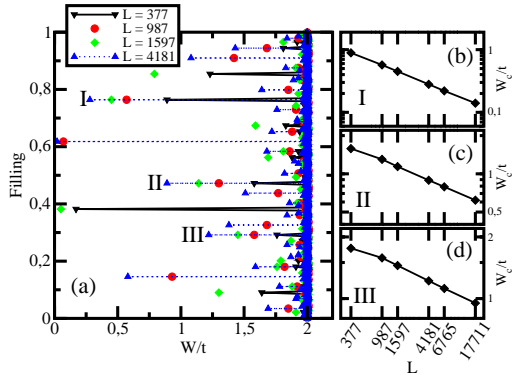 L = 377
L = 987
L = 1597
L = 4181
1
0,8
0,6
0,4
0,2
0
Filling
I
II
III
(a)
0 0,5 1 1,5 2
W/t
(b)
I
1
0,1
W_c/t
(c)
II
1
0,5
W_c/t
(d)
III
2
1
W_c/t
377 987 1597 4181 6765 17711
L